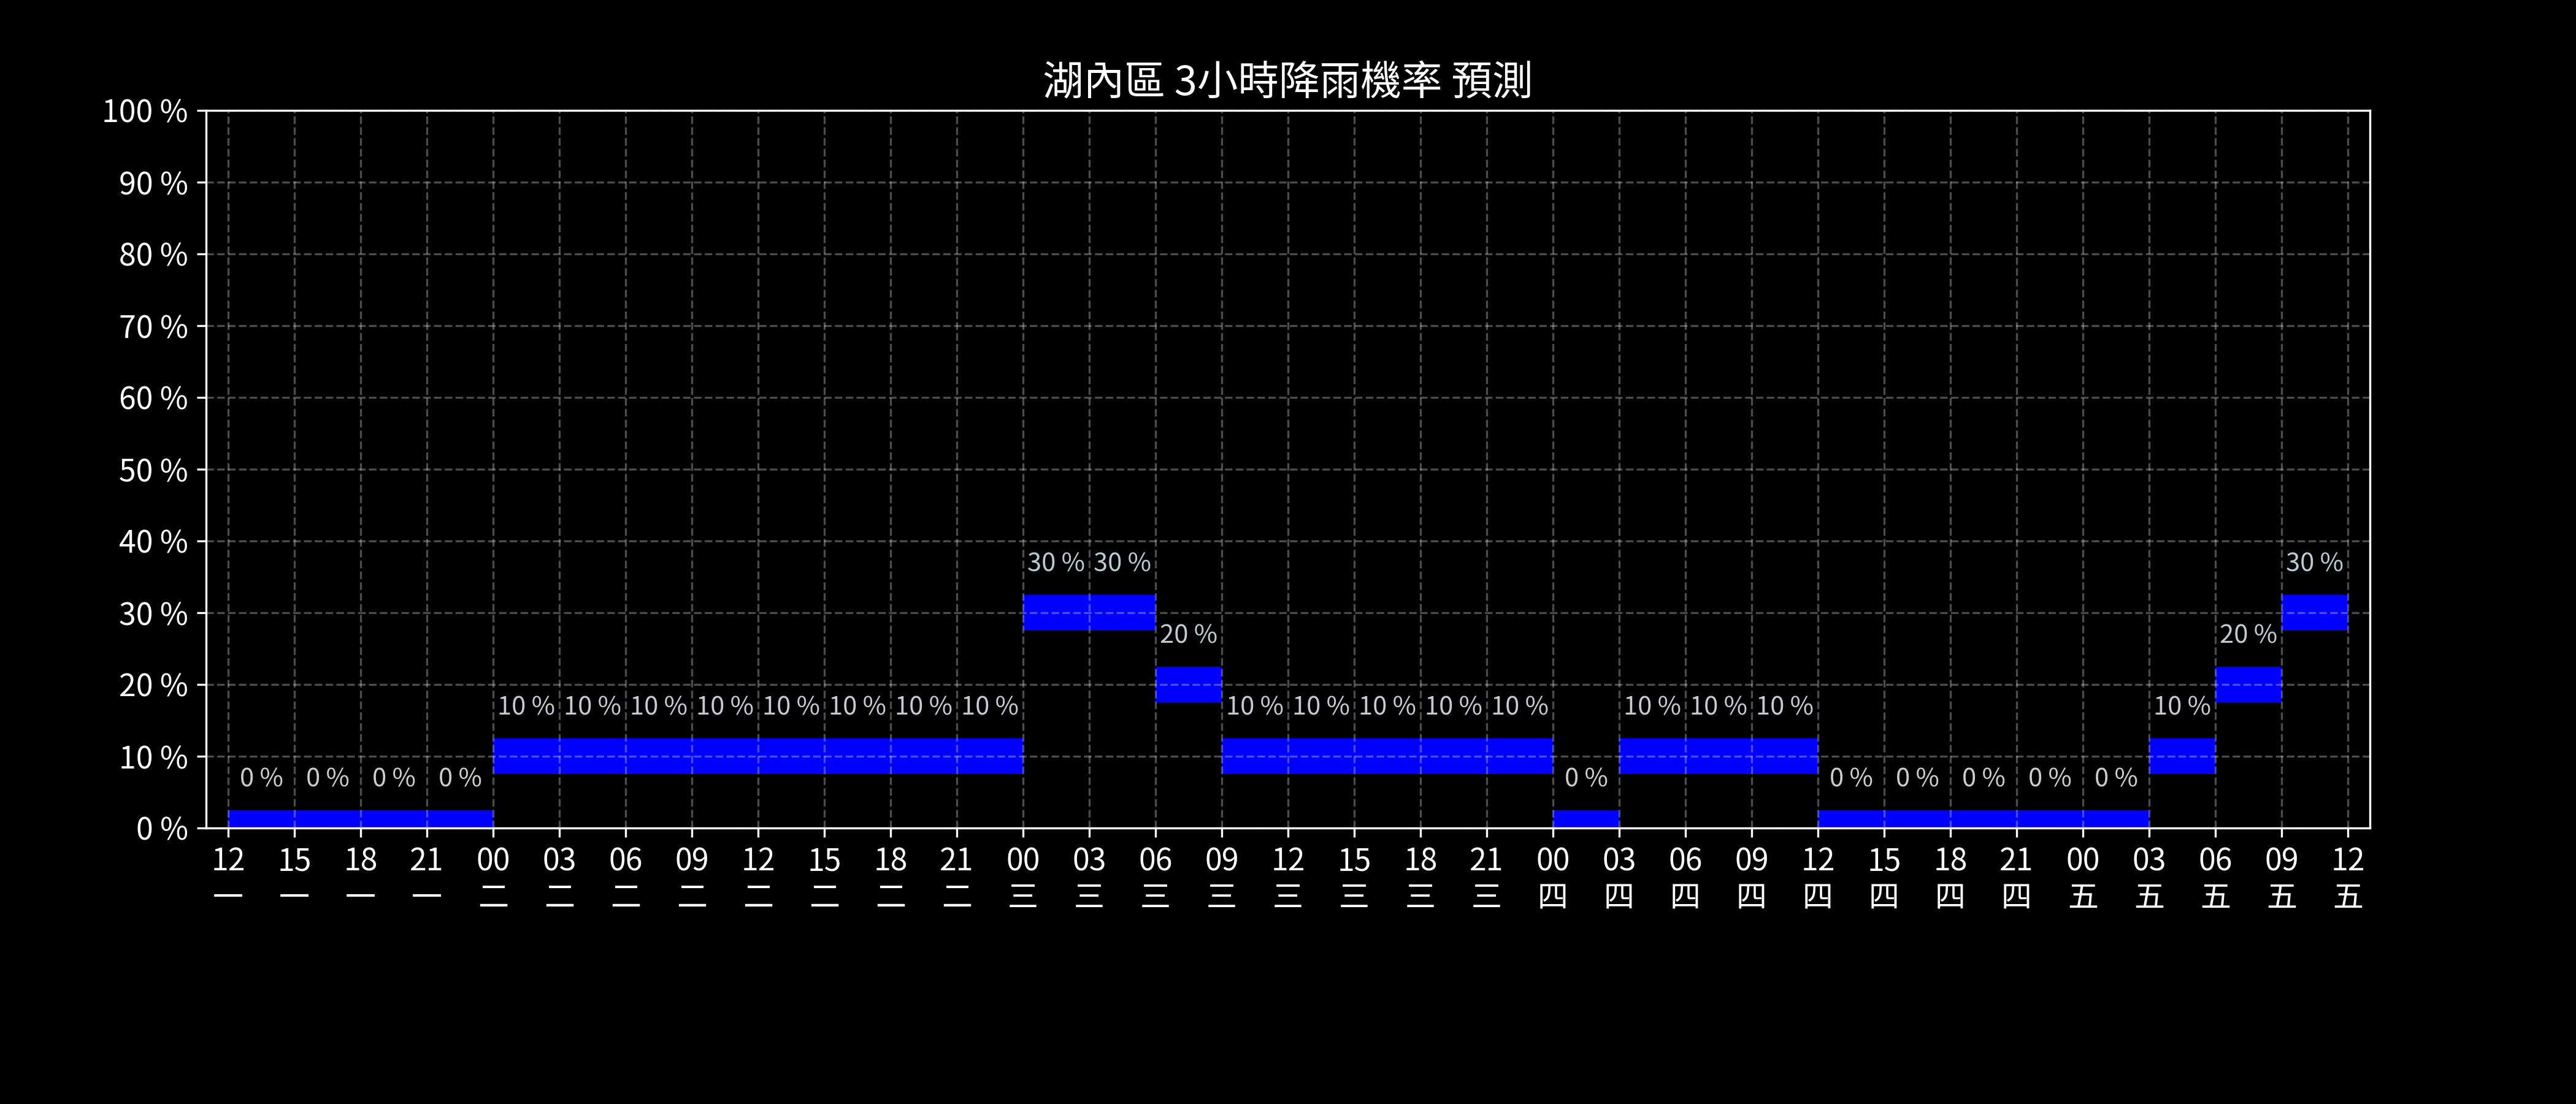 湖內區 3小時降雨機率 預測
100 %
90 %
80 %
70 %
60 %
50 %
40 %
30 %
20 %
10 %
0 %
30 % 30 % 30 %
20 % 20 %
10 % 10 % 10 % 10 % 10 % 10 % 10 % 10 % 10 % 10 % 10 % 10 % 10 % 10 % 10 % 10 % 10 %
0 % 0 % 0 % 0 % 0 % 0 % 0 % 0 % 0 % 0 %
12 15 18 21 00 03 06 09 12 15 18 21 00 03 06 09 12 15 18 21 00 03 06 09 12 15 18 21 00 03 06 09 12
一 一 一 一 二 二 二 二 二 二 二 二 三 三 三 三 三 三 三 三 四 四 四 四 四 四 四 四 五 五 五 五 五